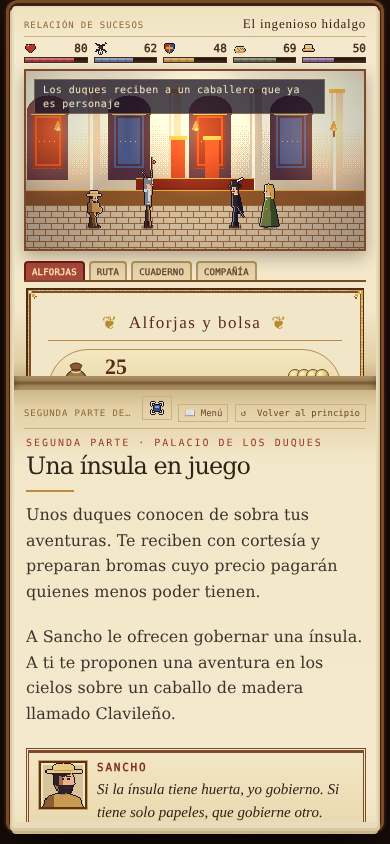 RELACIÓN DE SUCESOS
El ingenioso hidalgo
80
62
48
69
50
Los duques reciben a un caballero que ya
es personaje
ALFORJAS
RUTA
CUADERNO
COMPAÑÍA
Alforjas y bolsa
25
SEGUNDA PARTE DE…
Menú
↺ Volver al principio
SEGUNDA PARTE · PALACIO DE LOS DUQUES
Una ínsula en juego
Unos duques conocen de sobra tus
aventuras. Te reciben con cortesía y
preparan bromas cuyo precio pagarán
quienes menos poder tienen.
A Sancho le ofrecen gobernar una ínsula.
A ti te proponen una aventura en los
cielos sobre un caballo de madera
llamado Clavileño.
SANCHO
Si la ínsula tiene huerta, yo gobierno. Si
tiene solo papeles, que gobierne otro.